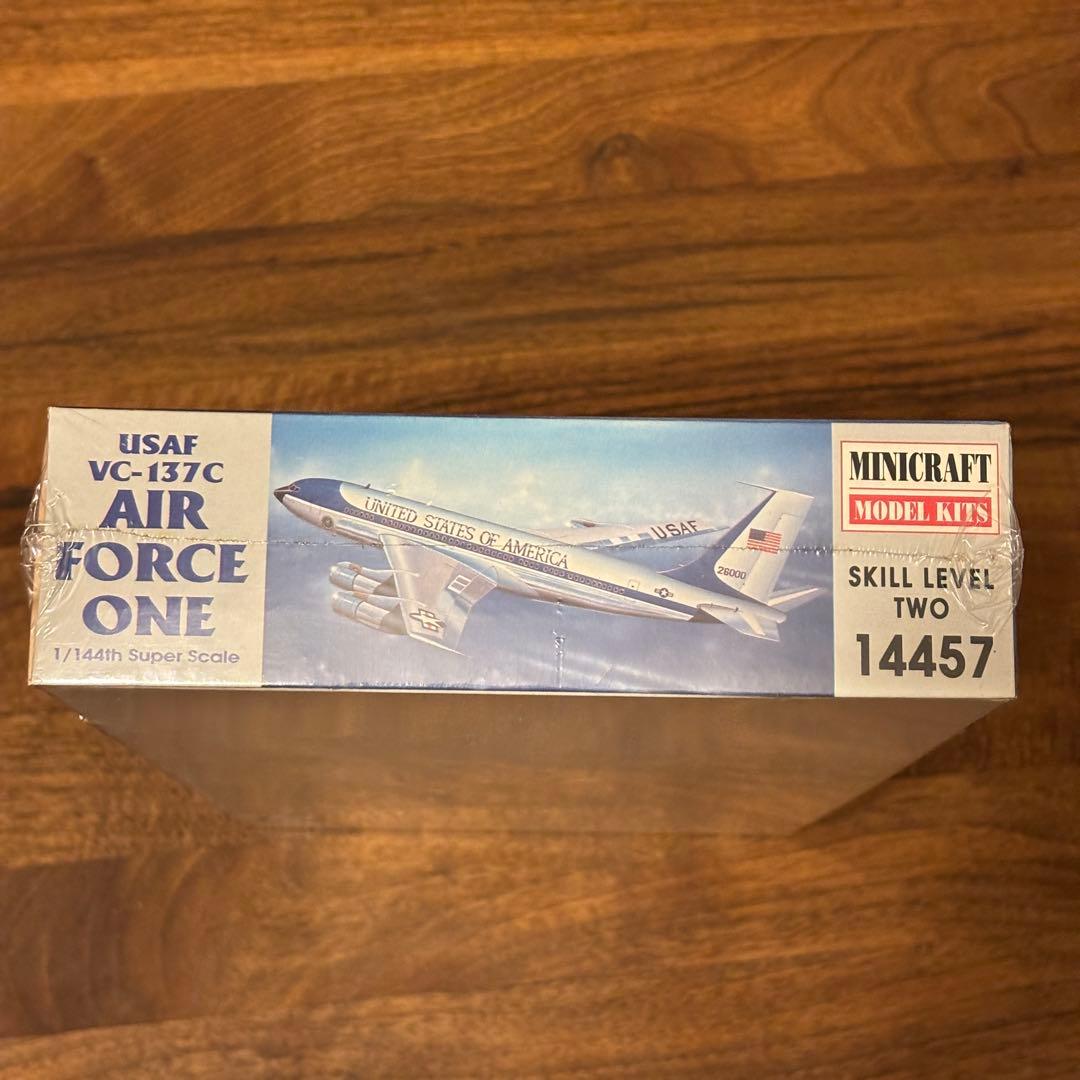 USAF
VC-137C
AIR
FORCE
ONE
1/144th Super Scale
UNITED STATES OF AMERICA
USAF
26000
MINICRAFT
MODEL KITS
SKILL LEVEL
TWO
14457